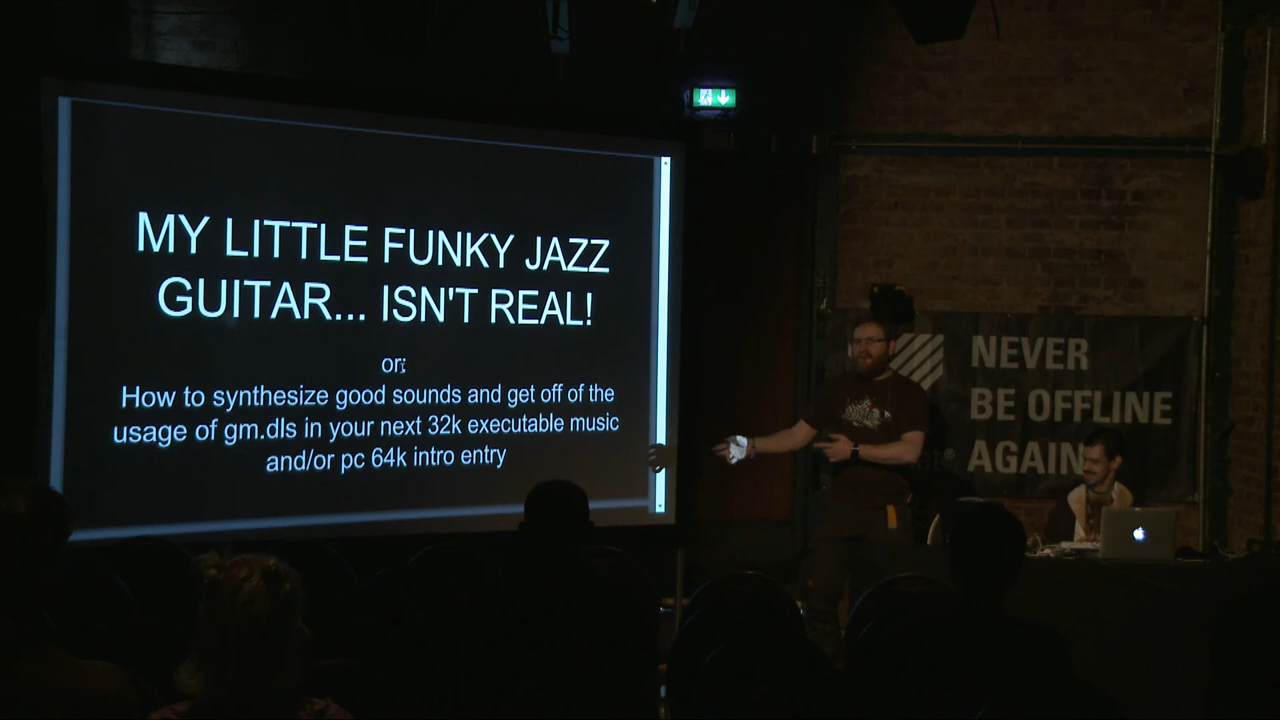 MY LITTLE FUNKY JAZZ
GUITAR... ISN'T REAL!
or:
How to synthesize good sounds and get off of the
usage of gm.dls in your next 32k executable music
and/or pc 64k intro entry
NEVER
BE OFFLINE
AGAIN